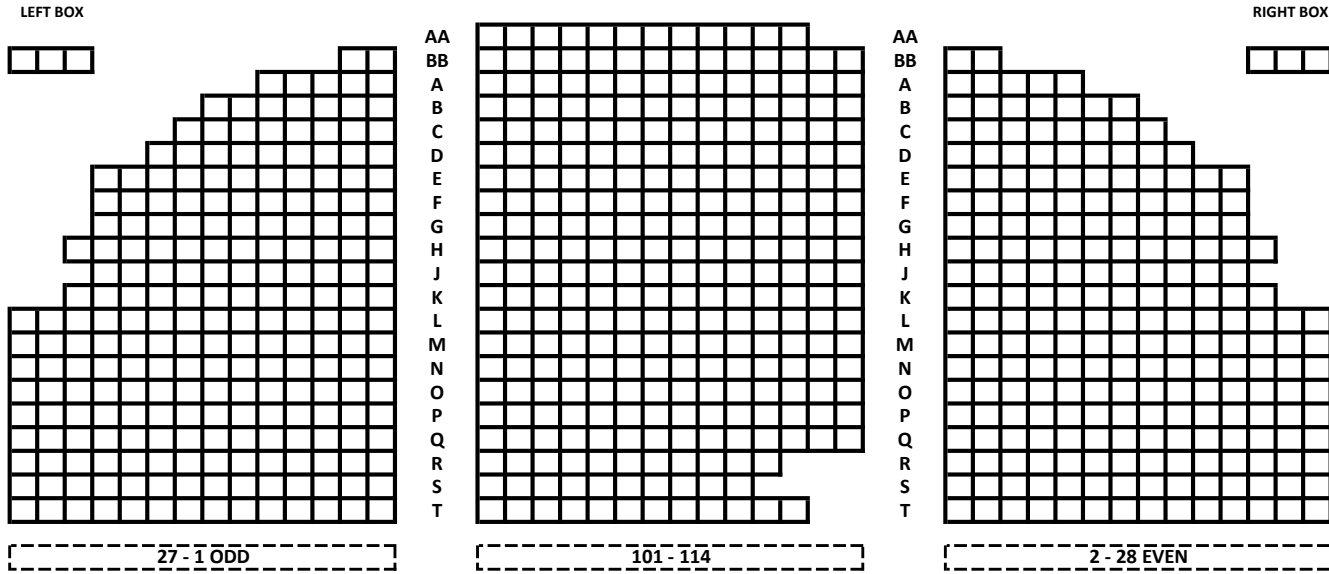 LEFT BOX RIGHT BOX
AA AA
BB BB
A A
B B
C C
D D
E E
F F
G G
H H
J J
K K
L L
M M
N N
O O
P P
Q Q
R R
S S
T T
27 - 1 ODD 101 - 114 2 - 28 EVEN